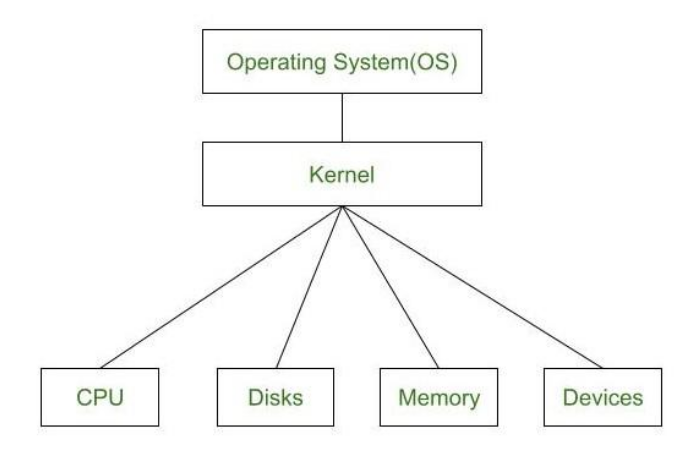 Operating System(OS)
Kernel
CPU
Disks
Memory
Devices